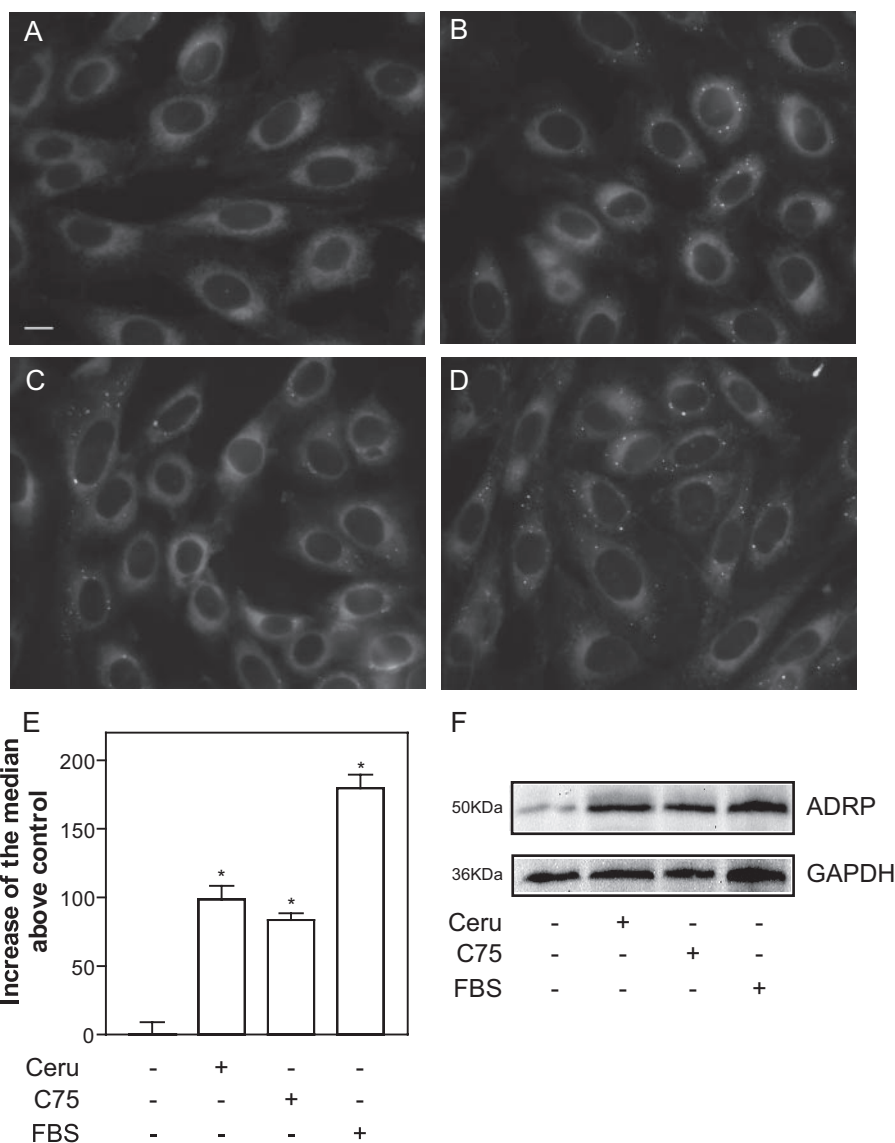 A
B
C
D
E
F
Increase of the median
above control
200
150
100
50
0
*
*
*
Ceru - + - -
C75 - - + -
FBS - - - +
50KDa
ADRP
36KDa
GAPDH
Ceru - + - -
C75 - - + -
FBS - - - +